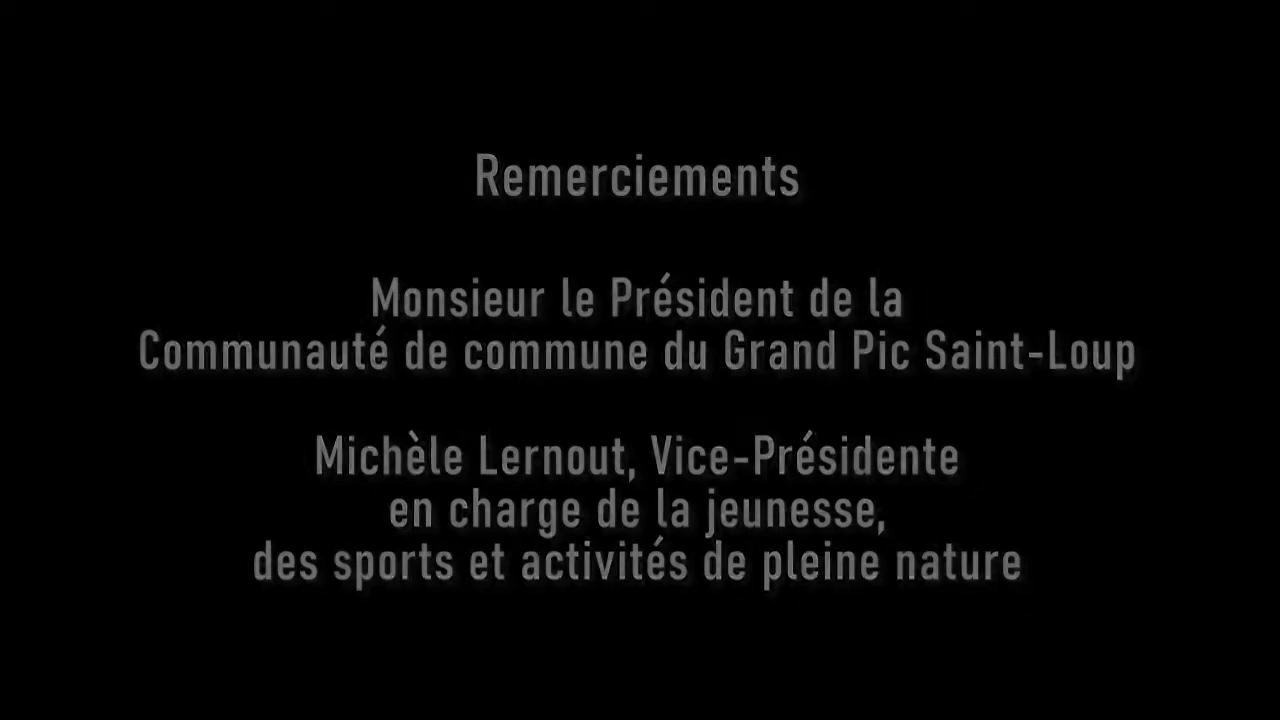 Remerciements
Monsieur le Président de la
Communauté de commune du Grand Pic Saint-Loup
Michèle Lernout, Vice-Présidente
en charge de la jeunesse,
des sports et activités de pleine nature